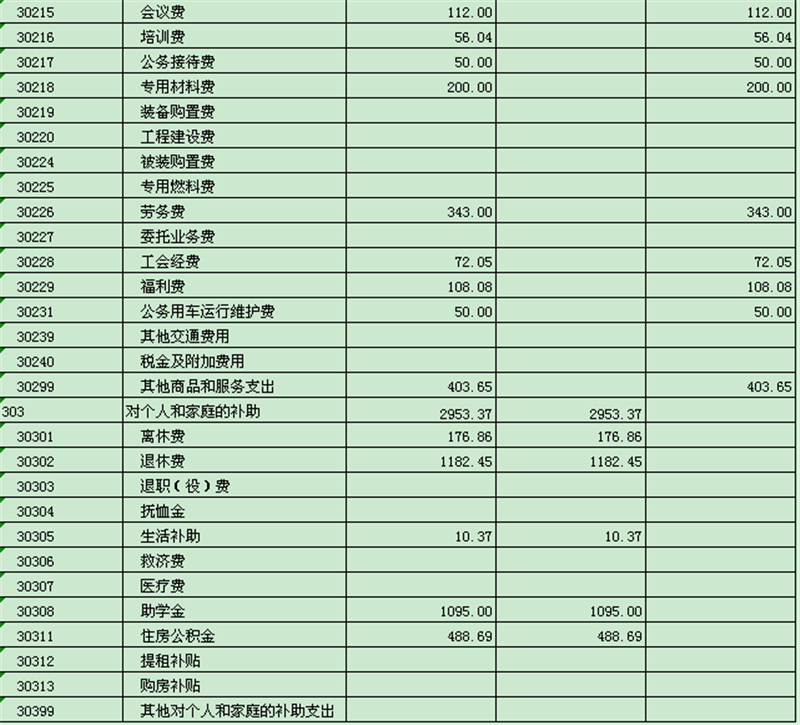 30215 会议费 112.00 112.00
30216 培训费 56.04 56.04
30217 公务接待费 50.00 50.00
30218 专用材料费 200.00 200.00
30219 装备购置费
30220 工程建设费
30224 被装购置费
30225 专用燃料费
30226 劳务费 343.00 343.00
30227 委托业务费
30228 工会经费 72.05 72.05
30229 福利费 108.08 108.08
30231 公务用车运行维护费 50.00 50.00
30239 其他交通费用
30240 税金及附加费用
30299 其他商品和服务支出 403.65 403.65
303 对个人和家庭的补助 2953.37 2953.37
30301 离休费 176.86 176.86
30302 退休费 1182.45 1182.45
30303 退职（役）费
30304 抚恤金
30305 生活补助 10.37 10.37
30306 救济费
30307 医疗费
30308 助学金 1095.00 1095.00
30311 住房公积金 488.69 488.69
30312 提租补贴
30313 购房补贴
30399 其他对个人和家庭的补助支出